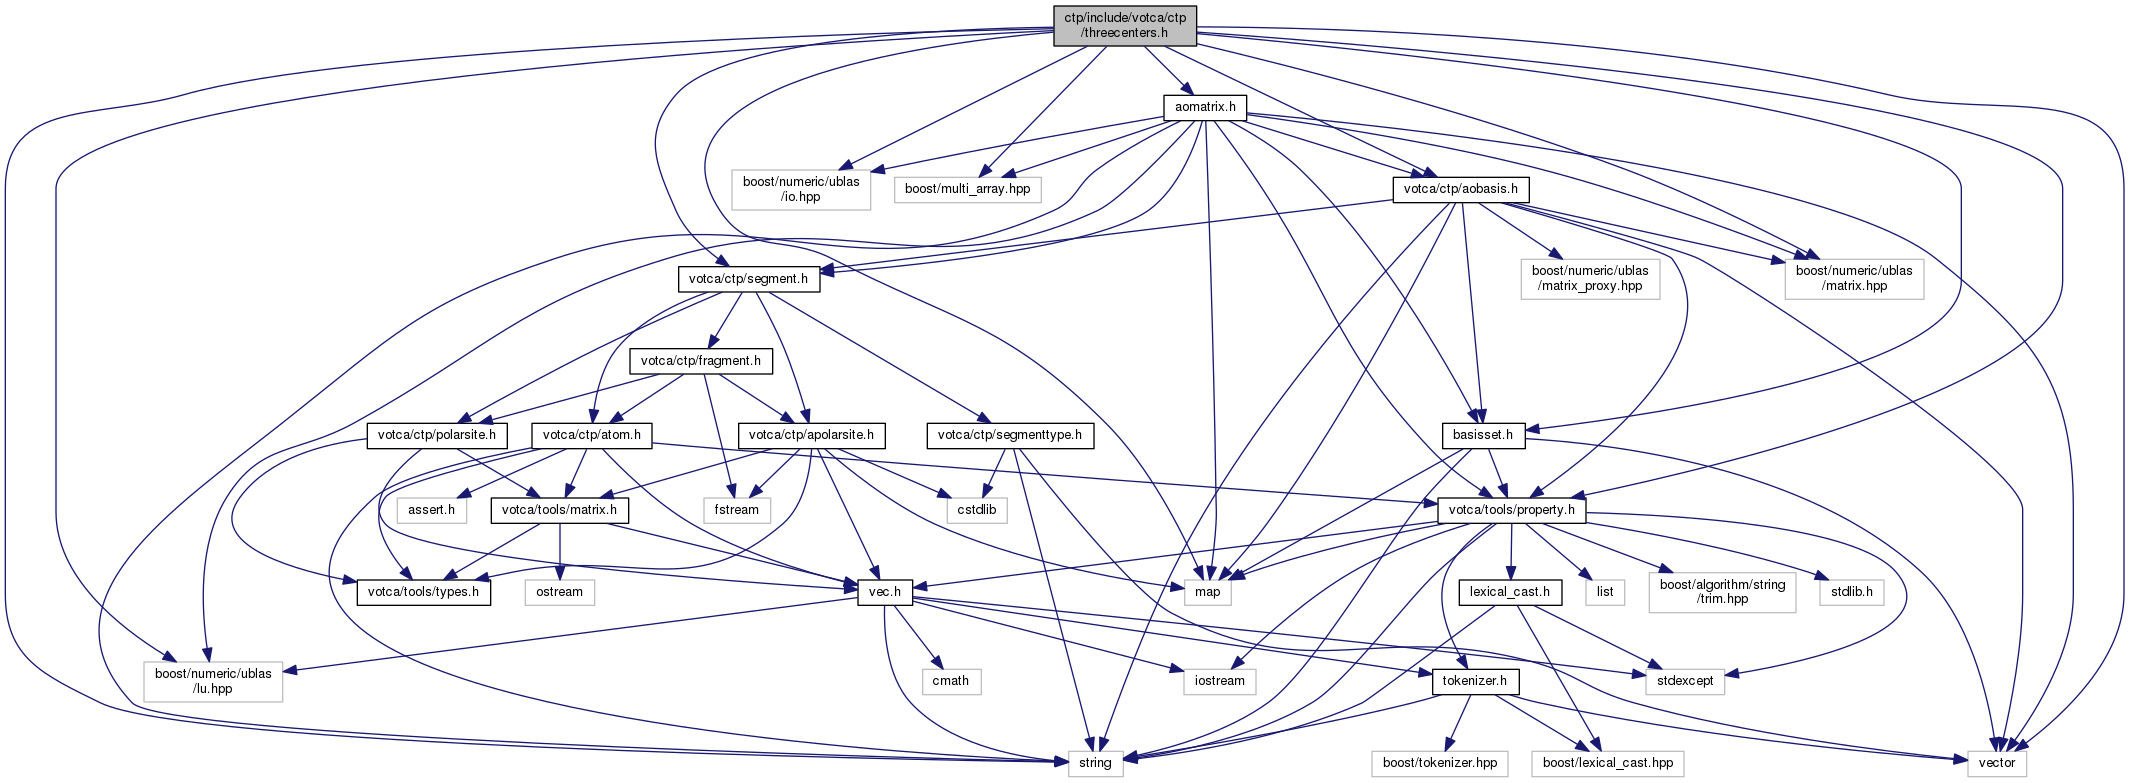 ctp/include/votca/ctp
/threecenters.h
aomatrix.h
boost/numeric/ublas
/io.hpp
boost/multi_array.hpp
votca/ctp/aobasis.h
votca/ctp/segment.h
boost/numeric/ublas
/matrix_proxy.hpp
boost/numeric/ublas
/matrix.hpp
votca/ctp/fragment.h
votca/ctp/polarsite.h
votca/ctp/atom.h
votca/ctp/apolarsite.h
votca/ctp/segmenttype.h
basisset.h
assert.h
votca/tools/matrix.h
fstream
cstdlib
votca/tools/property.h
votca/tools/types.h
ostream
vec.h
map
lexical_cast.h
list
boost/algorithm/string
/trim.hpp
stdlib.h
boost/numeric/ublas
/lu.hpp
cmath
iostream
tokenizer.h
stdexcept
string
boost/tokenizer.hpp
boost/lexical_cast.hpp
vector